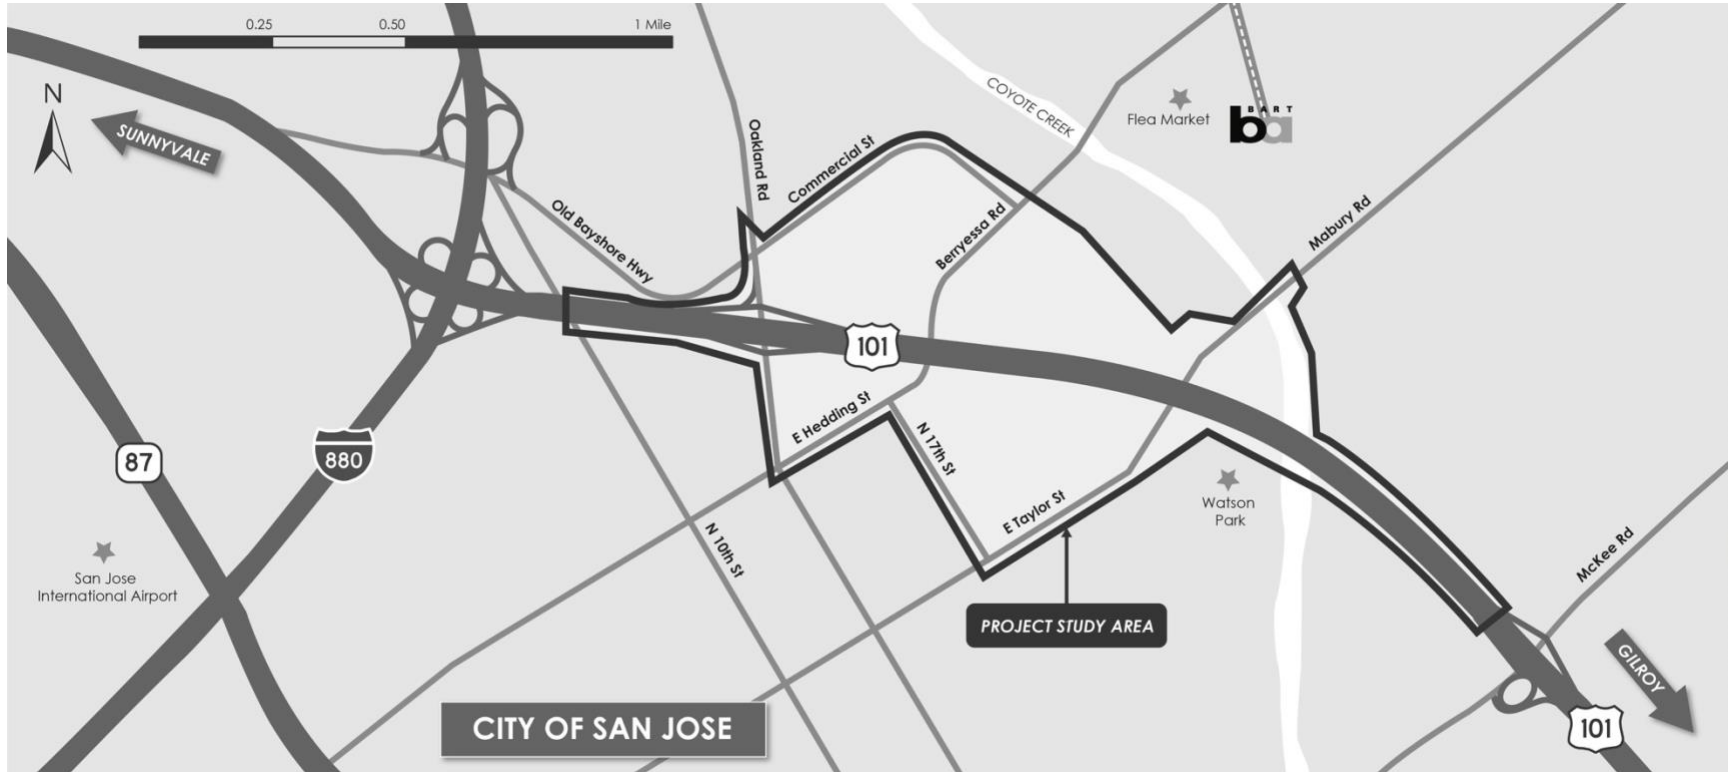 0.25
0.50
1 Mile
N
SUNNYVALE
Oakland Rd
Commercial St
COYOTE CREEK
Flea Market
BART
ba
Old Bayshore Hwy
Berryessa Rd
Mabury Rd
101
87
880
E Hedding St
N 17th St
E Taylor St
Watson
Park
N 10th St
San Jose
International Airport
McKee Rd
PROJECT STUDY AREA
GILROY
CITY OF SAN JOSE
101